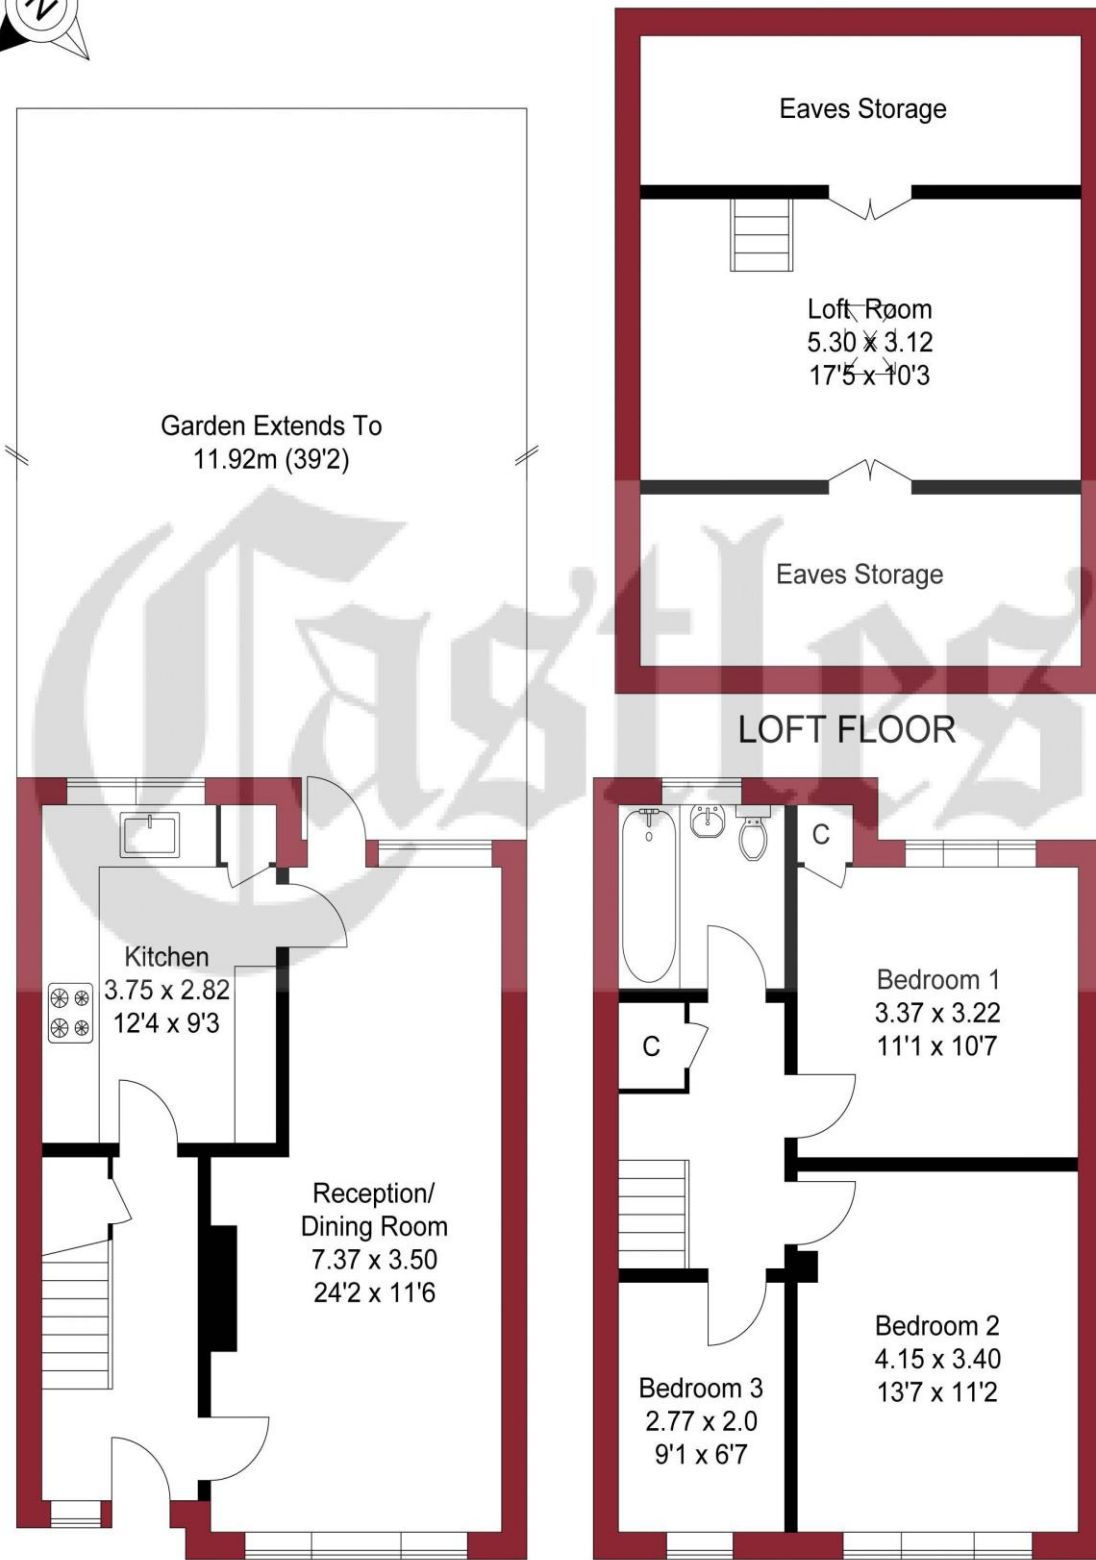 N
Eaves Storage
Loft Room
5.30 x 3.12
17'5 x 10'3
Garden Extends To
11.92m (39'2)
Eaves Storage
Castles
LOFT FLOOR
Kitchen
3.75 x 2.82
12'4 x 9'3
Reception/
Dining Room
7.37 x 3.50
24'2 x 11'6
C
C
Bedroom 1
3.37 x 3.22
11'1 x 10'7
Bedroom 2
4.15 x 3.40
13'7 x 11'2
Bedroom 3
2.77 x 2.0
9'1 x 6'7